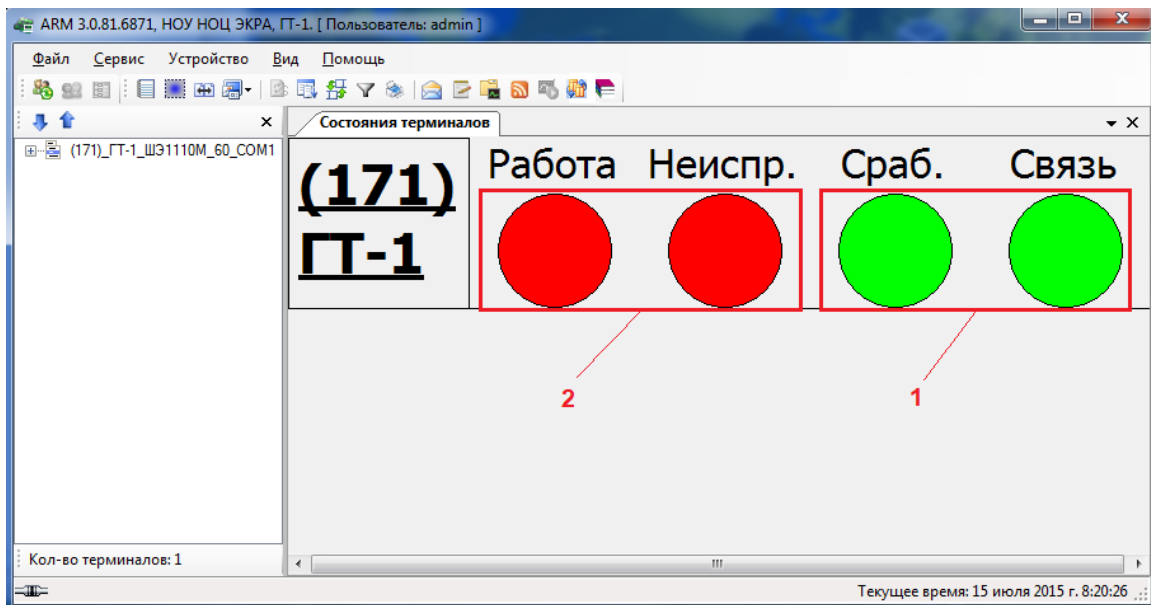 ARM 3.0.81.6871, НОУ НОЦ ЭКРА, ГТ-1. [ Пользователь: admin ]
Файл Сервис Устройство Вид Помощь
Состояния терминалов
(171)_ГТ-1_ШЭ1110М_60_COM1
(171)
ГТ-1
Работа Неиспр. Сраб. Связь
2
1
Кол-во терминалов: 1
Текущее время: 15 июля 2015 г. 8:20:26